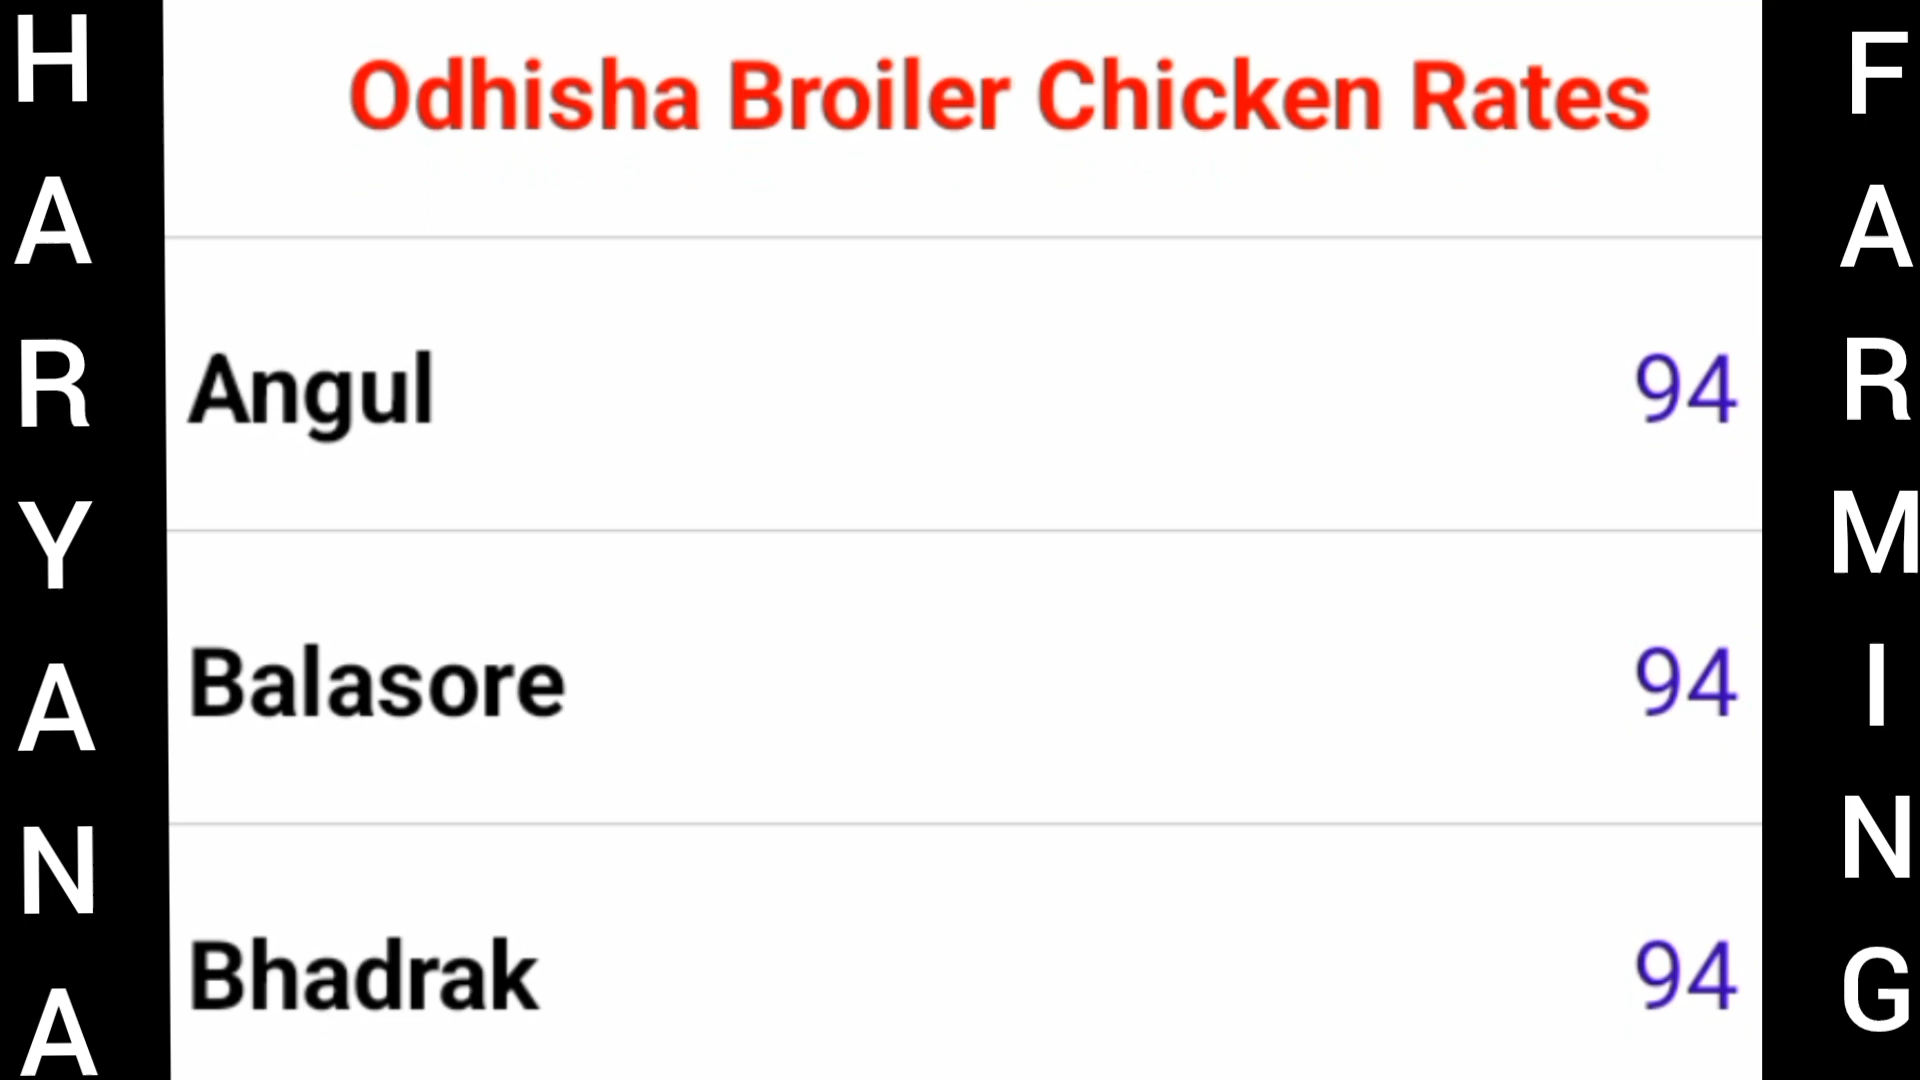 HARYANA
Odhisha Broiler Chicken Rates
Angul 94
Balasore 94
Bhadrak 94
FARMING